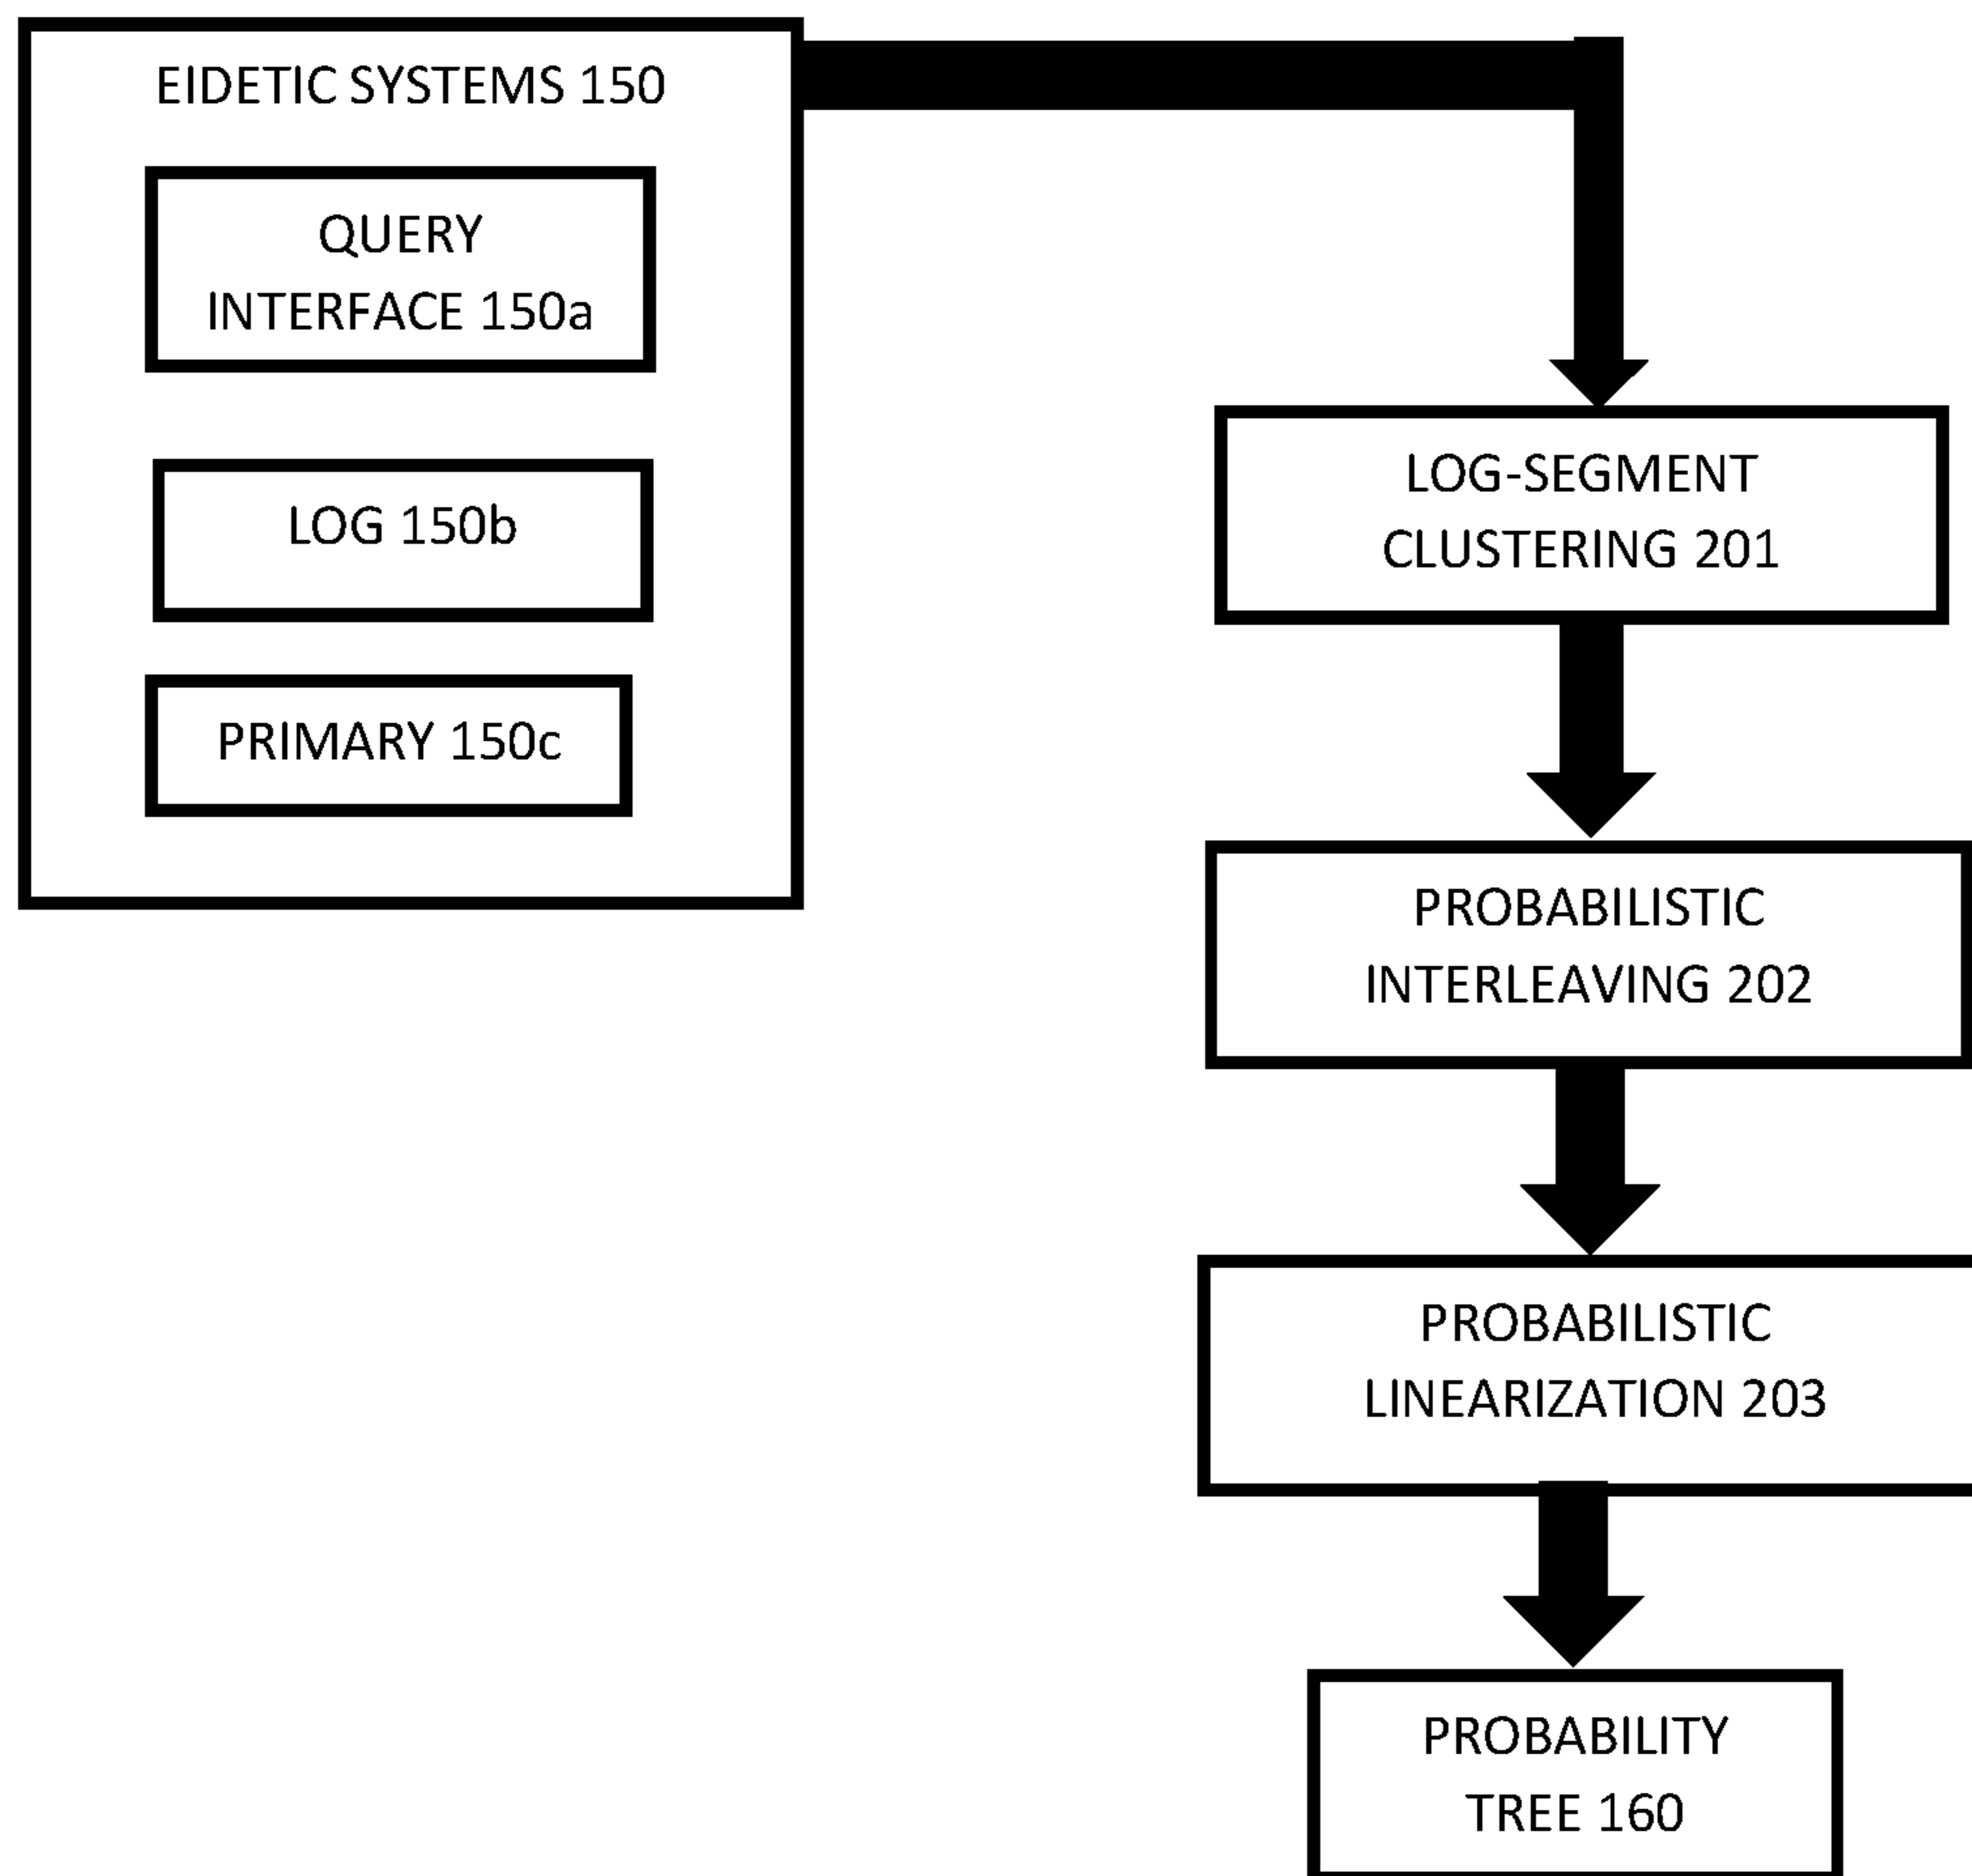 EIDETIC SYSTEMS 150
QUERY
INTERFACE 150a
LOG 150b
PRIMARY 150c
LOG-SEGMENT
CLUSTERING 201
PROBABILISTIC
INTERLEAVING 202
PROBABILISTIC
LINEARIZATION 203
PROBABILITY
TREE 160